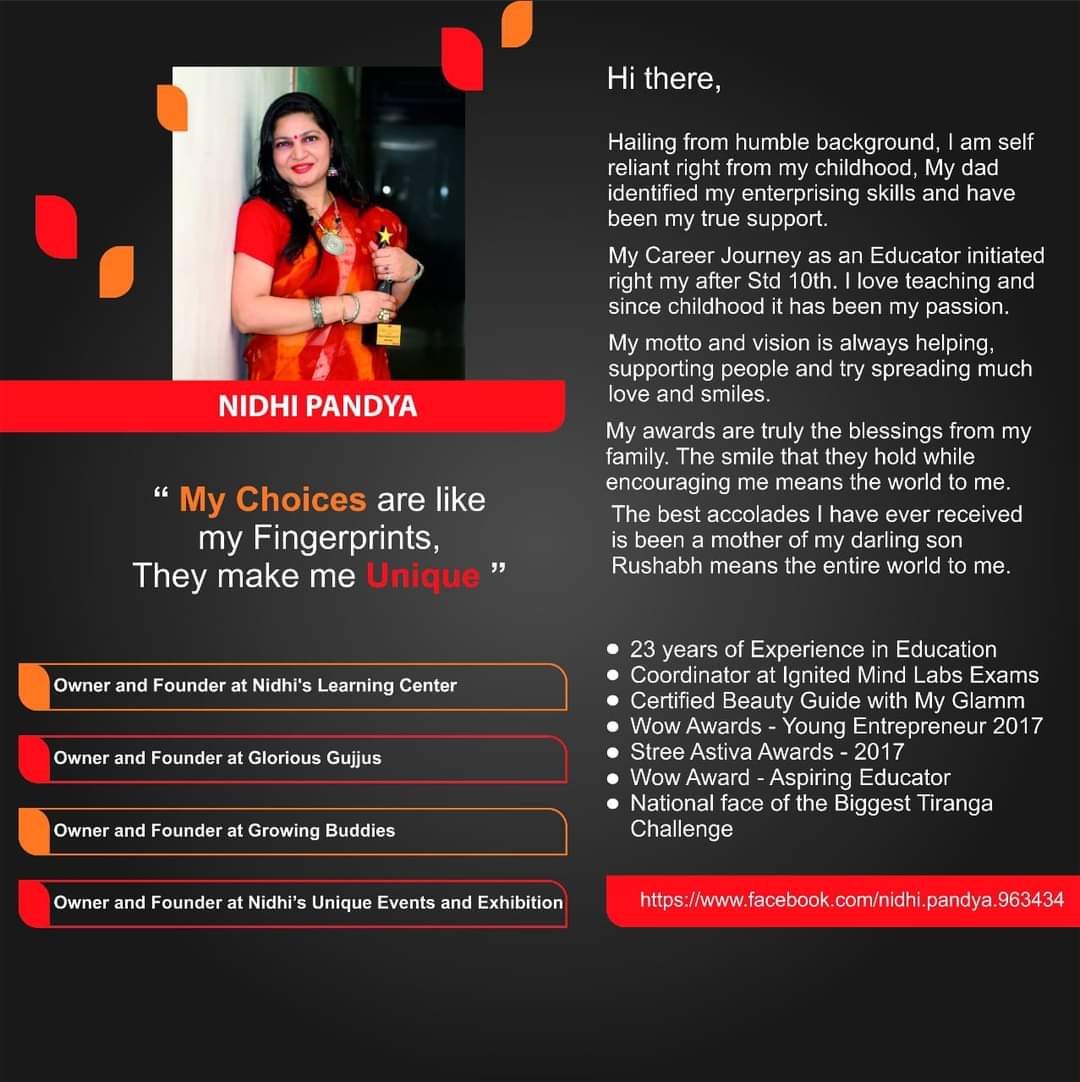 NIDHI PANDYA
“ My Choices are like
my Fingerprints,
They make me Unique ”
Owner and Founder at Nidhi's Learning Center
Owner and Founder at Glorious Gujjus
Owner and Founder at Growing Buddies
Owner and Founder at Nidhi’s Unique Events and Exhibition
Hi there,
Hailing from humble background, I am self
reliant right from my childhood, My dad
identified my enterprising skills and have
been my true support.
My Career Journey as an Educator initiated
right my after Std 10th. I love teaching and
since childhood it has been my passion.
My motto and vision is always helping,
supporting people and try spreading much
love and smiles.
My awards are truly the blessings from my
family. The smile that they hold while
encouraging me means the world to me.
The best accolades I have ever received
is been a mother of my darling son
Rushabh means the entire world to me.
● 23 years of Experience in Education
● Coordinator at Ignited Mind Labs Exams
● Certified Beauty Guide with My Glamm
● Wow Awards - Young Entrepreneur 2017
● Stree Astiva Awards - 2017
● Wow Award - Aspiring Educator
● National face of the Biggest Tiranga
Challenge
https://www.facebook.com/nidhi.pandya.963434